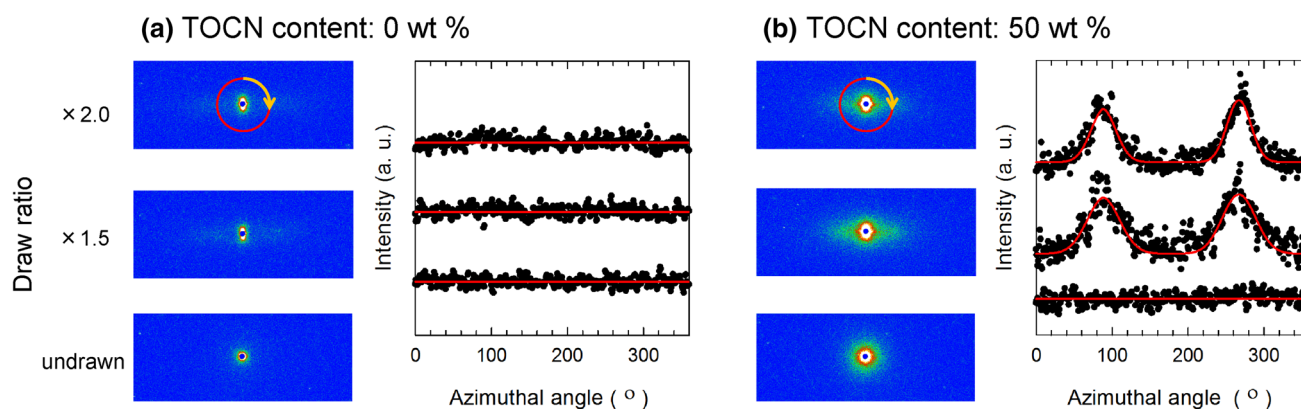 (a) TOCN content: 0 wt %
(b) TOCN content: 50 wt %
Draw ratio
× 2.0
× 1.5
undrawn
Intensity (a. u.)
0 100 200 300
Azimuthal angle ( º )
Intensity (a. u.)
0 100 200 300
Azimuthal angle ( º )